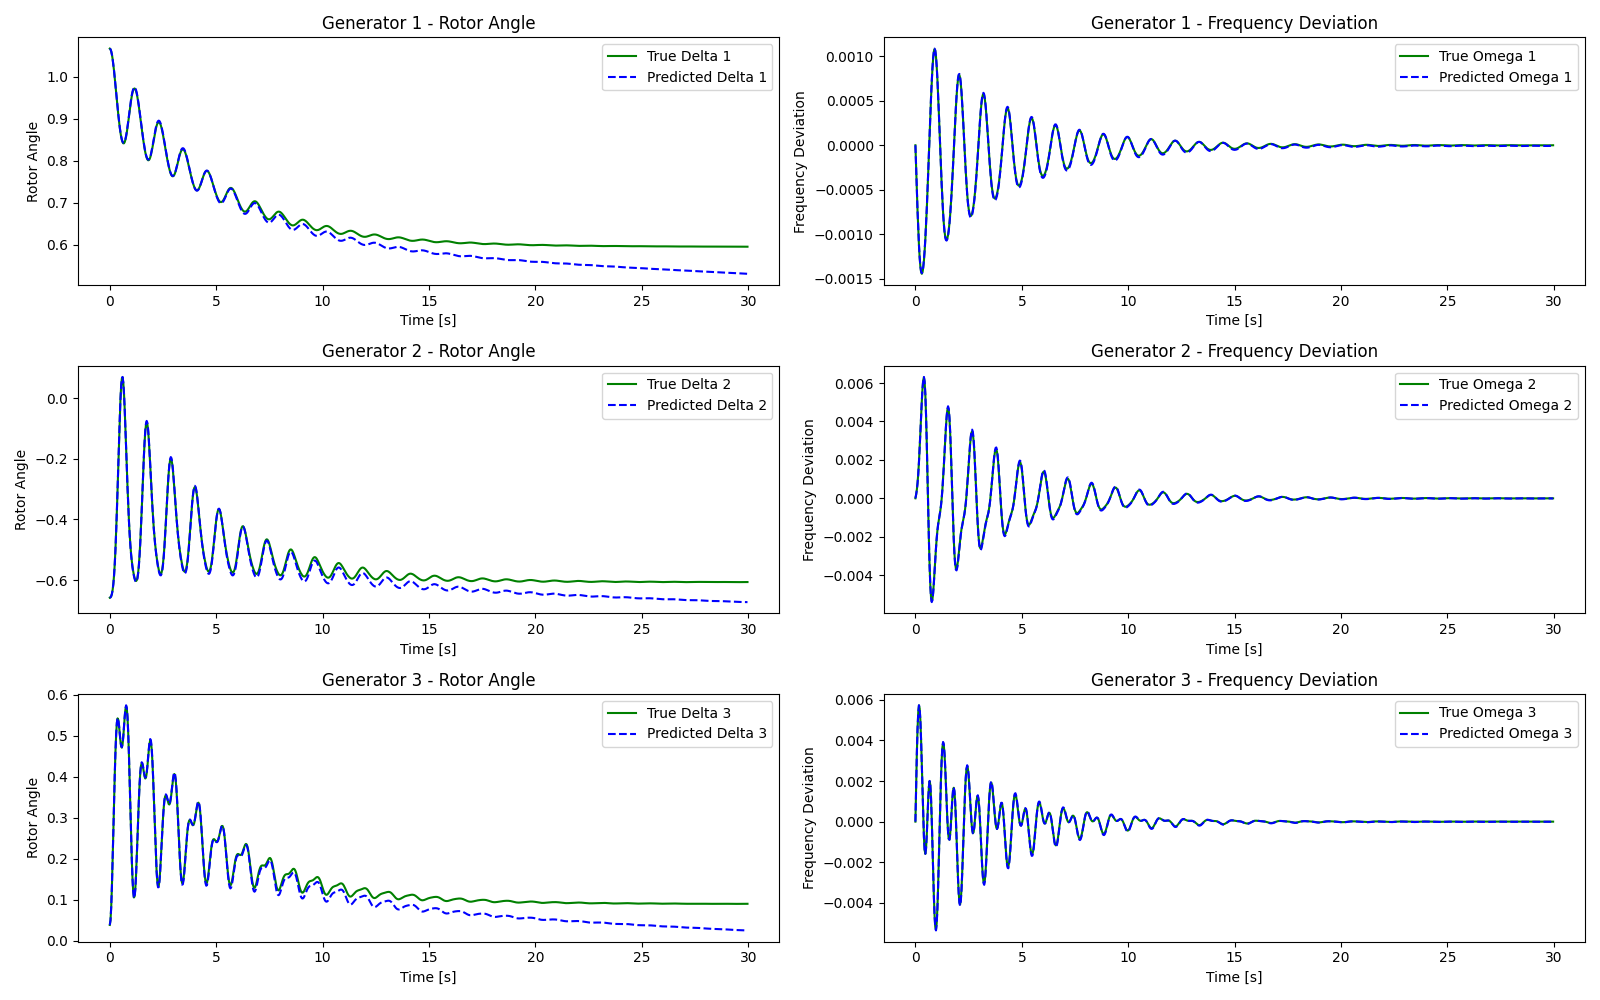 Generator 1 - Rotor Angle
True Delta 1
Predicted Delta 1
Rotor Angle
1.0
0.9
0.8
0.7
0.6
0
5
10
15
20
25
30
Time [s]
Generator 1 - Frequency Deviation
True Omega 1
Predicted Omega 1
Frequency Deviation
0.0010
0.0005
0.0000
−0.0005
−0.0010
−0.0015
0
5
10
15
20
25
30
Time [s]
Generator 2 - Rotor Angle
True Delta 2
Predicted Delta 2
Rotor Angle
0.0
−0.2
−0.4
−0.6
0
5
10
15
20
25
30
Time [s]
Generator 2 - Frequency Deviation
True Omega 2
Predicted Omega 2
Frequency Deviation
0.006
0.004
0.002
0.000
−0.002
−0.004
0
5
10
15
20
25
30
Time [s]
Generator 3 - Rotor Angle
True Delta 3
Predicted Delta 3
Rotor Angle
0.6
0.5
0.4
0.3
0.2
0.1
0.0
0
5
10
15
20
25
30
Time [s]
Generator 3 - Frequency Deviation
True Omega 3
Predicted Omega 3
Frequency Deviation
0.006
0.004
0.002
0.000
−0.002
−0.004
0
5
10
15
20
25
30
Time [s]